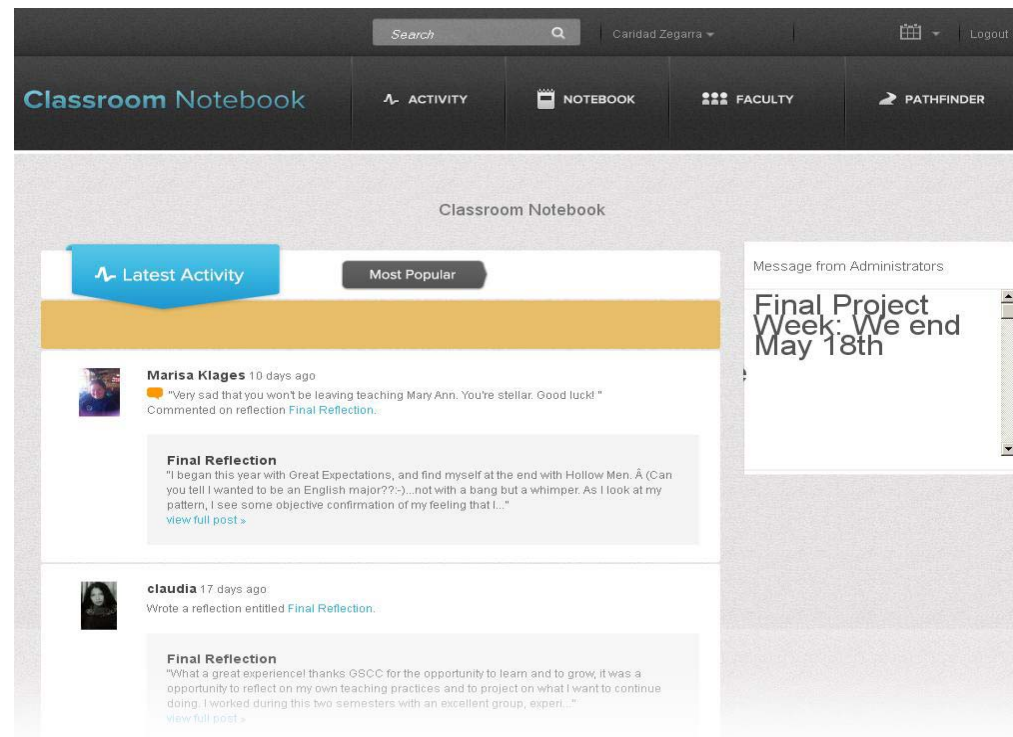 Search
Caridad Zegarra
Logout
Classroom Notebook
ACTIVITY
NOTEBOOK
FACULTY
PATHFINDER
Classroom Notebook
Latest Activity
Most Popular
Marisa Klages 10 days ago
"Very sad that you won't be leaving teaching Mary Ann. You're stellar. Good luck! "
Commented on reflection Final Reflection.
Final Reflection
"I began this year with Great Expectations, and find myself at the end with Hollow Men. Â (Can
you tell I wanted to be an English major??:-)...not with a bang but a whimper. As I look at my
pattern, I see some objective confirmation of my feeling that I..."
view full post »
claudia 17 days ago
Wrote a reflection entitled Final Reflection.
Final Reflection
"What a great experience! thanks GSCC for the opportunity to learn and to grow, it was a
opportunity to reflect on my own teaching practices and to project on what I want to continue
doing. I worked during this two semesters with an excellent group, experi..."
view full post »
Message from Administrators
Final Project
Week: We end
May 18th